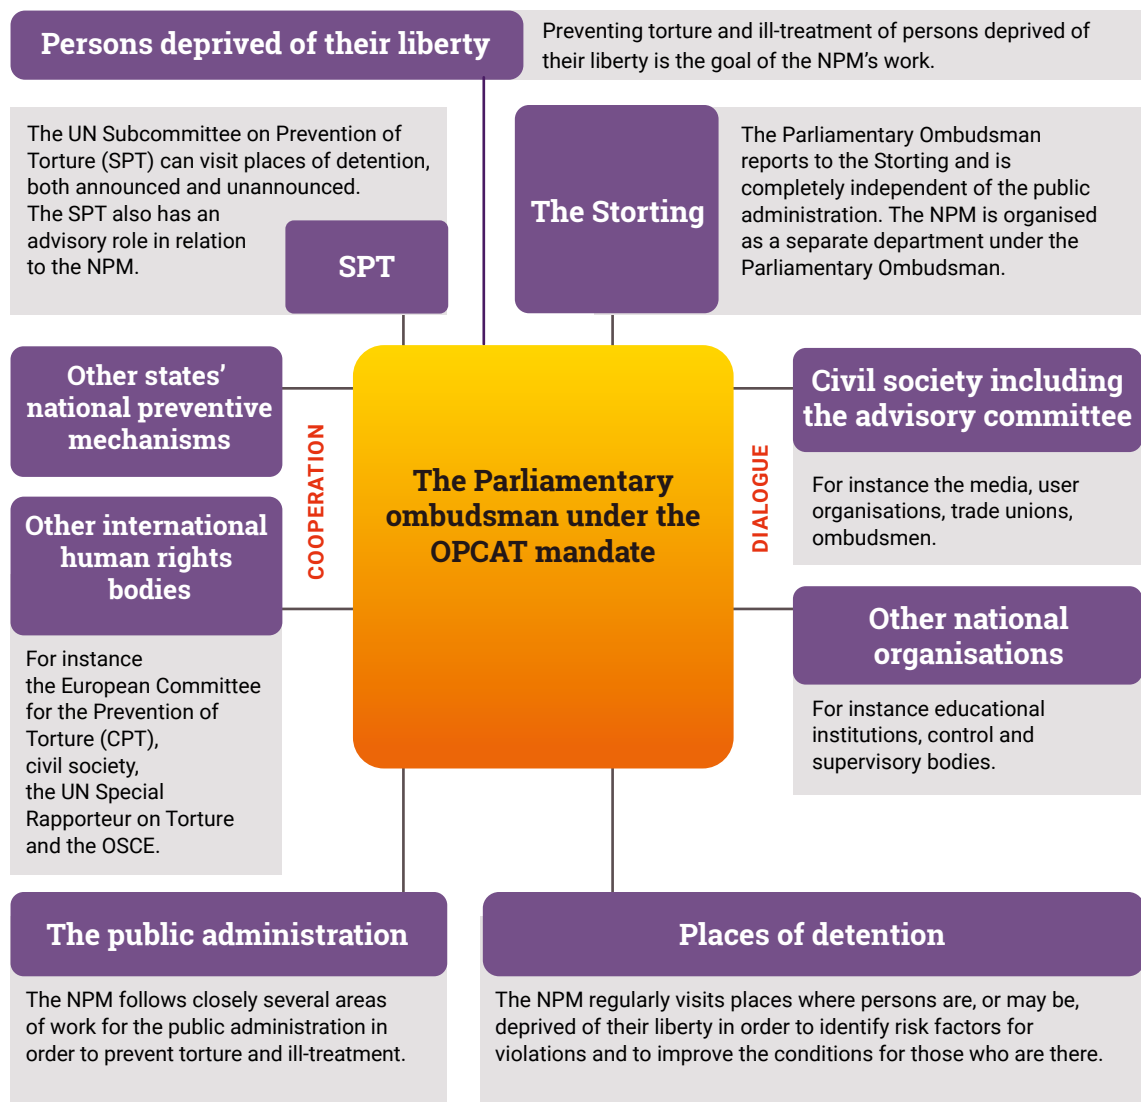 Persons deprived of their liberty
Preventing torture and ill-treatment of persons deprived of
their liberty is the goal of the NPM's work.
The UN Subcommittee on Prevention of
Torture (SPT) can visit places of detention,
both announced and unannounced.
The SPT also has an
advisory role in relation
to the NPM.
SPT
The Storting
The Parliamentary Ombudsman
reports to the Storting and is
completely independent of the public
administration. The NPM is organised
as a separate department under the
Parliamentary Ombudsman.
Other states'
national preventive
mechanisms
Other international
human rights
bodies
For instance
the European Committee
for the Prevention of
Torture (CPT),
civil society,
the UN Special
Rapporteur on Torture
and the OSCE.
COOPERATION
The Parliamentary
ombudsman under the
OPCAT mandate
DIALOGUE
Civil society including
the advisory committee
For instance the media, user
organisations, trade unions,
ombudsmen.
Other national
organisations
For instance educational
institutions, control and
supervisory bodies.
The public administration
The NPM follows closely several areas
of work for the public administration in
order to prevent torture and ill-treatment.
Places of detention
The NPM regularly visits places where persons are, or may be,
deprived of their liberty in order to identify risk factors for
violations and to improve the conditions for those who are there.